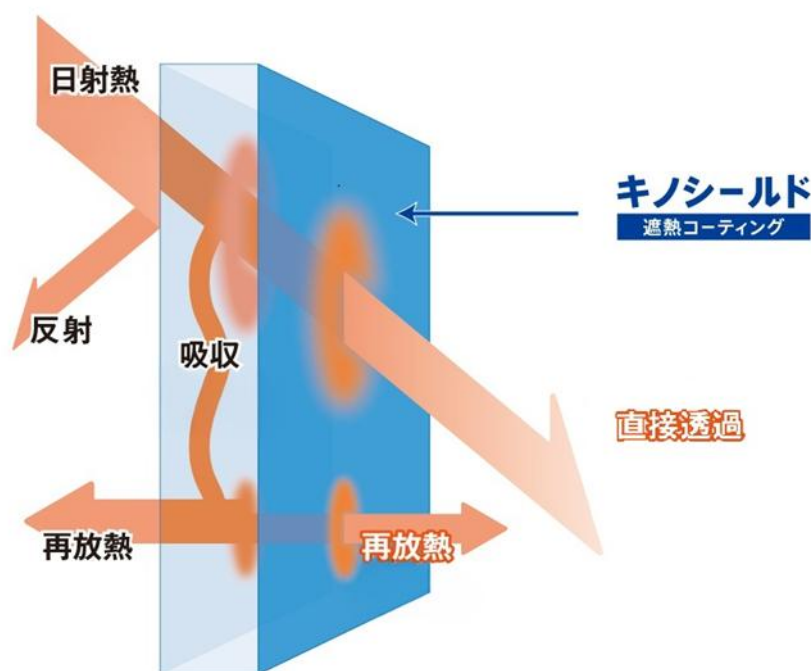 日射熱
キノシールド
遮熱コーティング
反射
吸収
直接透過
再放熱
再放熱